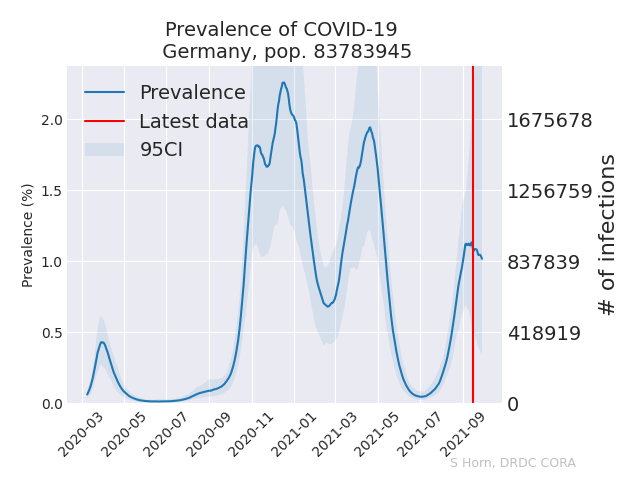 Prevalence of COVID-19
Germany, pop. 83783945
Prevalence
Latest data
95CI
Prevalence (%)
2.0
1.5
1.0
0.5
0.0
1675678
1256759
837839
418919
0
# of infections
2020-03
2020-05
2020-07
2020-09
2020-11
2021-01
2021-03
2021-05
2021-07
2021-09
S Horn, DRDC CORA